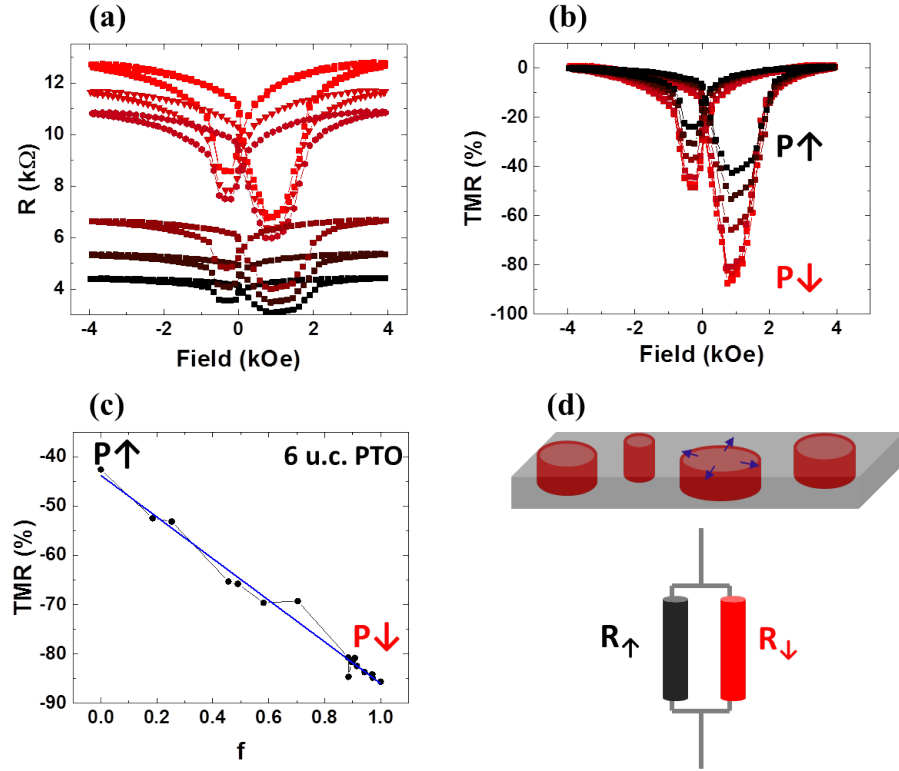 (a)
R (kΩ)
12
10
8
6
4
-4
-2
0
2
4
Field (kOe)
(b)
TMR (%)
0
-20
-40
-60
-80
-100
P↑
P↓
-4
-2
0
2
4
Field (kOe)
(c)
TMR (%)
-40
-50
-60
-70
-80
-90
P↑
6 u.c. PTO
P↓
0.0
0.2
0.4
0.6
0.8
1.0
f
(d)
R↑
R↓